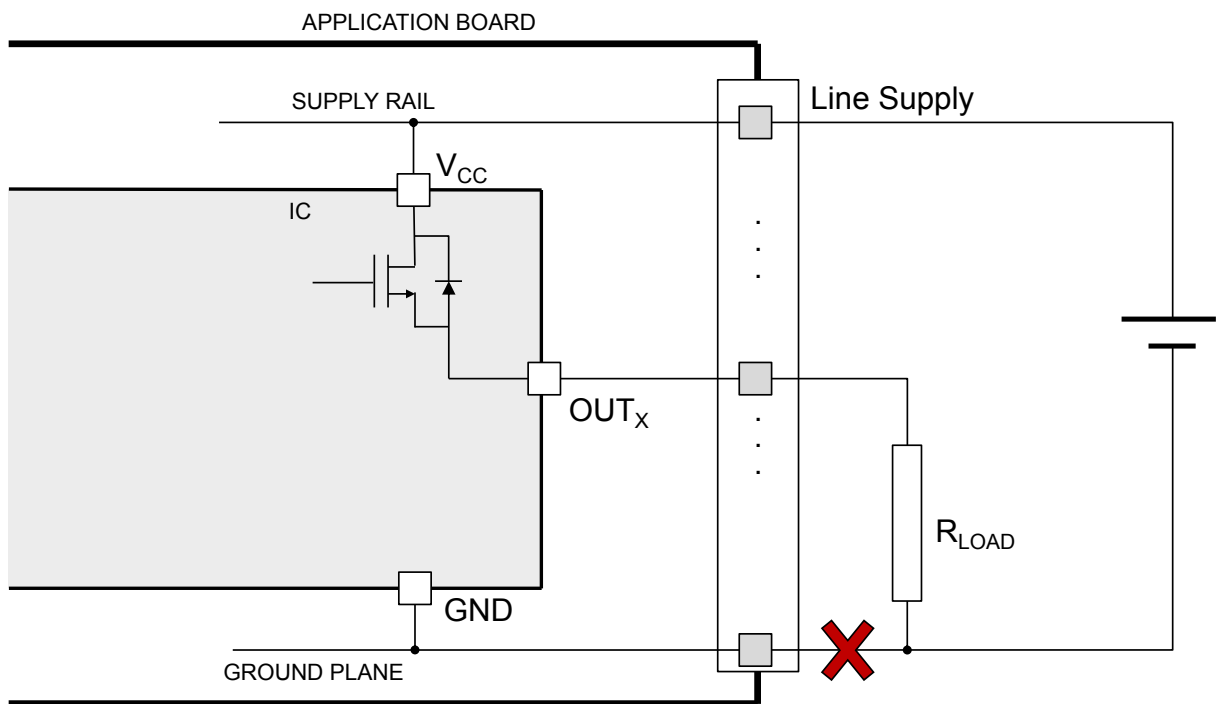 APPLICATION BOARD
Line Supply
SUPPLY RAIL
VCC
IC
OUTX
RLOAD
GND
GROUND PLANE